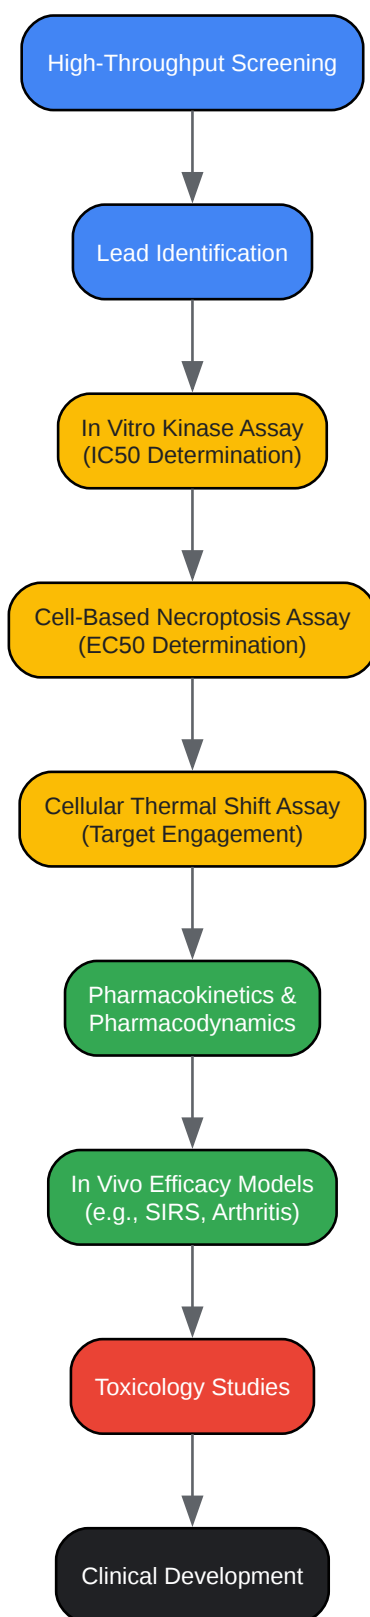 High-Throughput Screening
Lead Identification
In Vitro Kinase Assay
(IC50 Determination)
Cell-Based Necroptosis Assay
(EC50 Determination)
Cellular Thermal Shift Assay
(Target Engagement)
Pharmacokinetics &
Pharmacodynamics
In Vivo Efficacy Models
(e.g., SIRS, Arthritis)
Toxicology Studies
Clinical Development